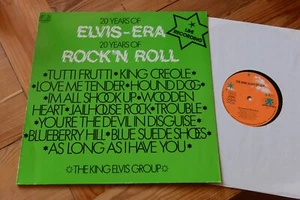 20 YEARS OF
ELVIS-ERA
20 YEARS OF
ROCK'N ROLL
LIVE
RECORDING
*TUTTI FRUTTI • KING CREOLE•
•LOVE ME TENDER•HOUND DOG•
•I'M ALL SHOOK UP•WOODEN
HEART•JAILHOUSE ROCK•TROUBLE•
•YOU'RE THE DEVIL IN DISGUISE•
•BLUEBERRY HILL•BLUE SUEDE SHOES•
•AS LONG AS I HAVE YOU•
*THE KING ELVIS GROUP*